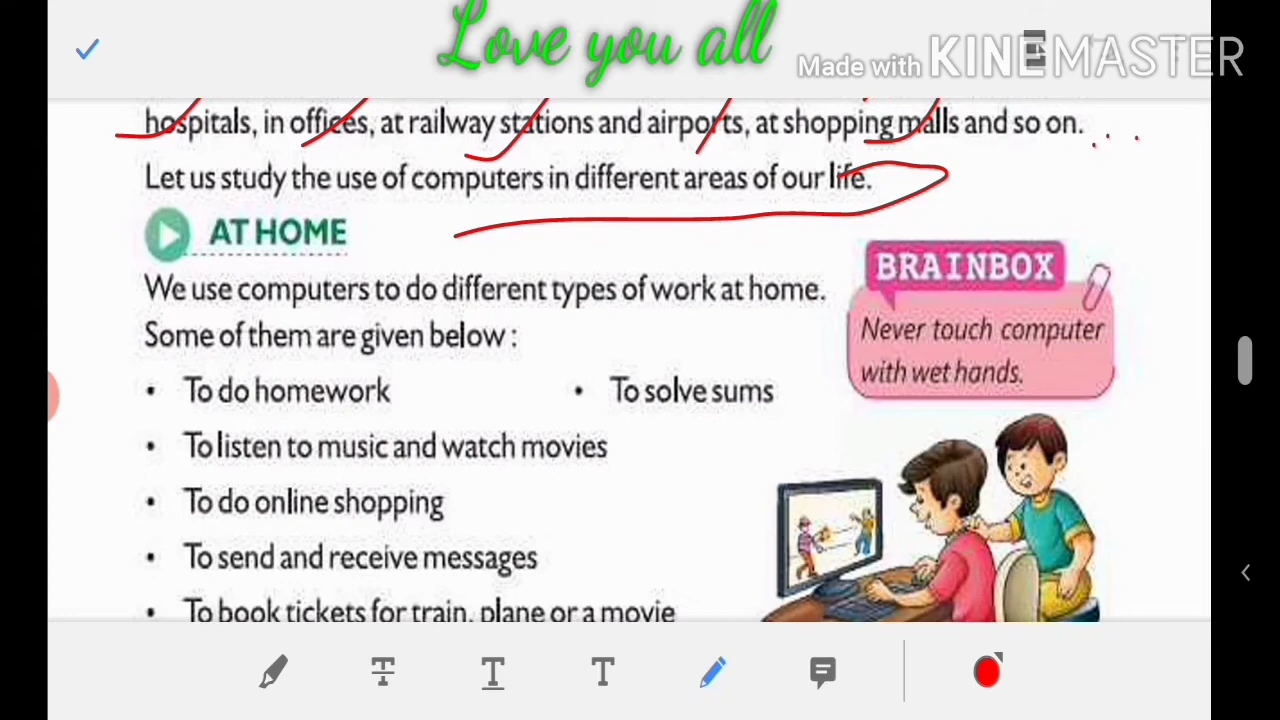 Love you all
Made with KINEMASTER
hospitals, in offices, at railway stations and airports, at shopping malls and so on.
Let us study the use of computers in different areas of our life.
AT HOME
We use computers to do different types of work at home.
Some of them are given below :
• To do homework
• To solve sums
• To listen to music and watch movies
• To do online shopping
• To send and receive messages
• To book tickets for train, plane or a movie
BRAINBOX
Never touch computer
with wet hands.